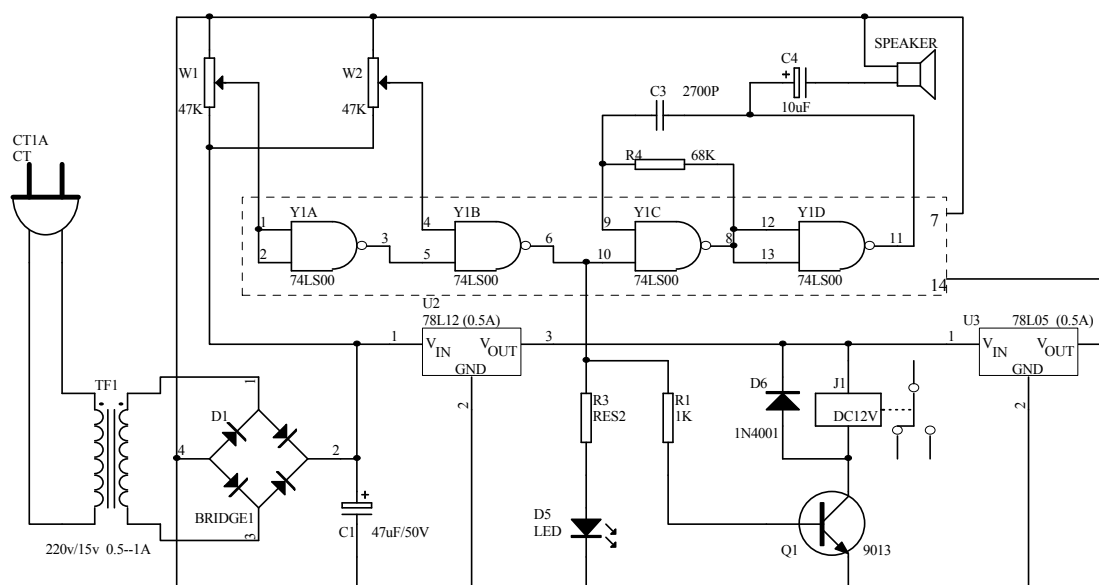 SPEAKER
C4
+
10uF
C3 2700P
W1
47K
W2
47K
R4 68K
CT1A
CT
Y1A
1
2
3
74LS00
Y1B
4
5
6
74LS00
Y1C
9
10
8
74LS00
Y1D
12
13
11
74LS00
7
14
U2
78L12 (0.5A)
1
VIN
VOUT
GND
3
2
U3
78L05 (0.5A)
1
VIN
VOUT
GND
2
TF1
220v/15v 0.5--1A
1
D1
4
2
3
BRIDGE1
+
C1
47uF/50V
R3
RES2
R1
1K
D5
LED
D6
1N4001
J1
DC12V
Q1
9013